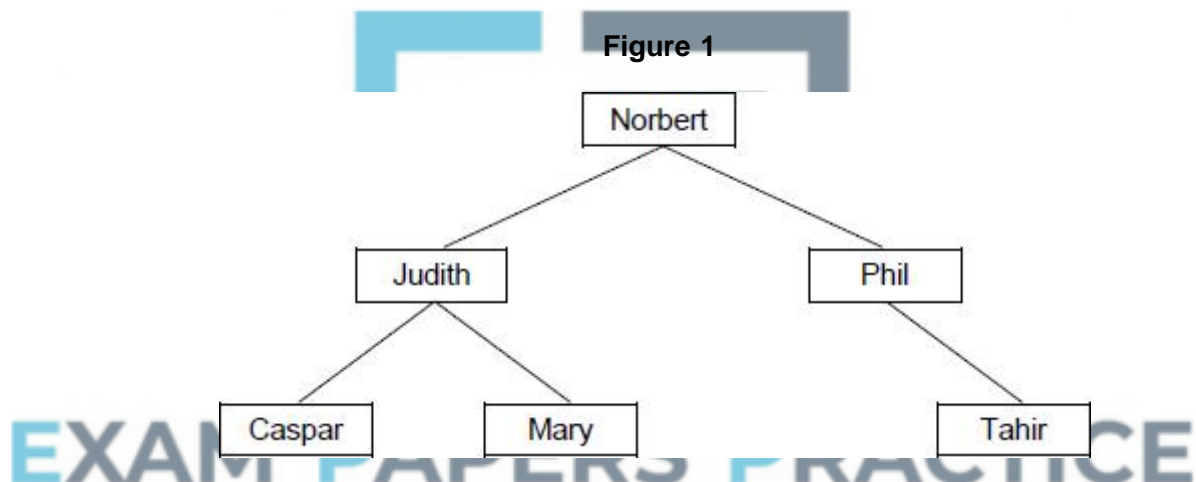 Figure 1
Norbert
Judith Phil
Caspar Mary Tahir
EXAM PAPERS PRACTICE